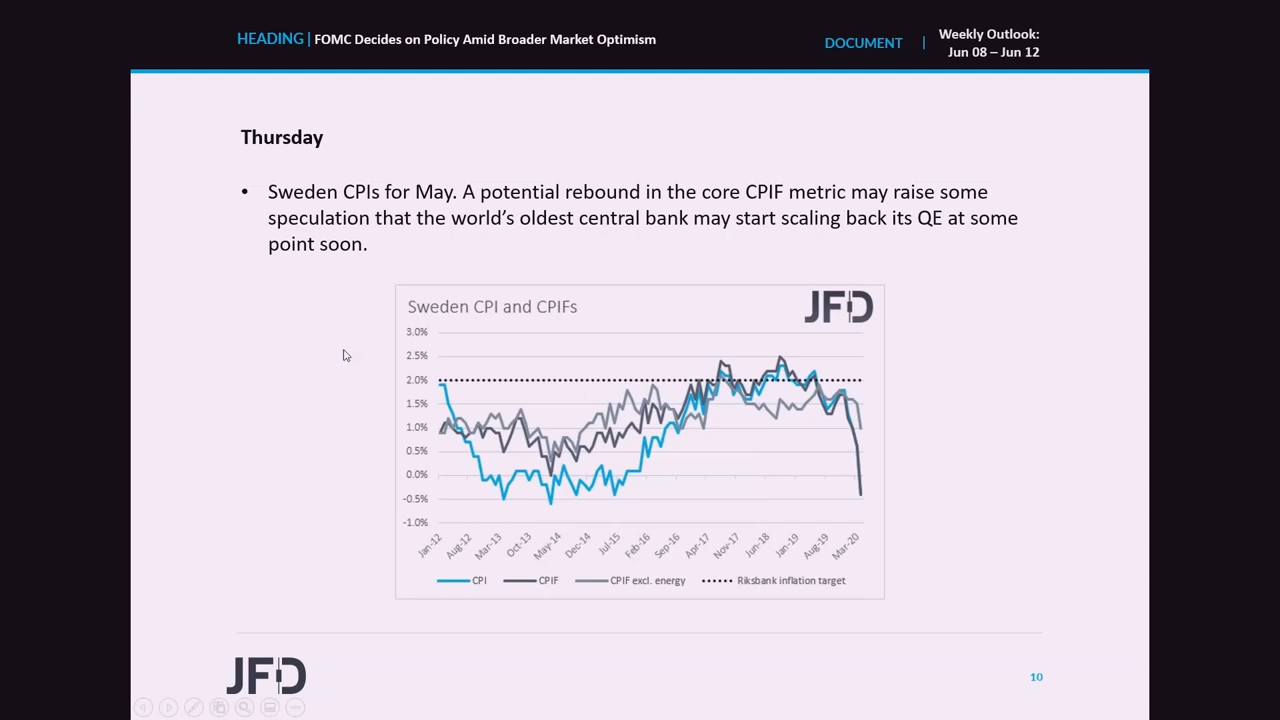 HEADING | FOMC Decides on Policy Amid Broader Market Optimism
DOCUMENT | Weekly Outlook:
Jun 08 – Jun 12
Thursday
• Sweden CPIs for May. A potential rebound in the core CPIF metric may raise some
speculation that the world's oldest central bank may start scaling back its QE at some
point soon.
Sweden CPI and CPIFs
JFD
3.0%
2.5%
2.0%
1.5%
1.0%
0.5%
0.0%
-0.5%
-1.0%
Jan-12 Aug-12 Mar-13 Oct-13 May-14 Dec-14 Jul-15 Feb-16 Sep-16 Apr-17 Nov-17 Jun-18 Jan-19 Aug-19 Mar-20
CPI CPIF CPIF excl. energy Riksbank inflation target
JFD
10